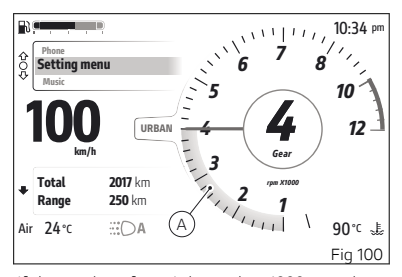 10:34 pm
Phone
Setting menu
Music
100
km/h
URBAN
1
2
3
4
5
6
7
8
10
12
4
Gear
rpm X1000
Total 2017 km
Range 250 km
A
Air 24 °C
A
90 °C
Fig 100